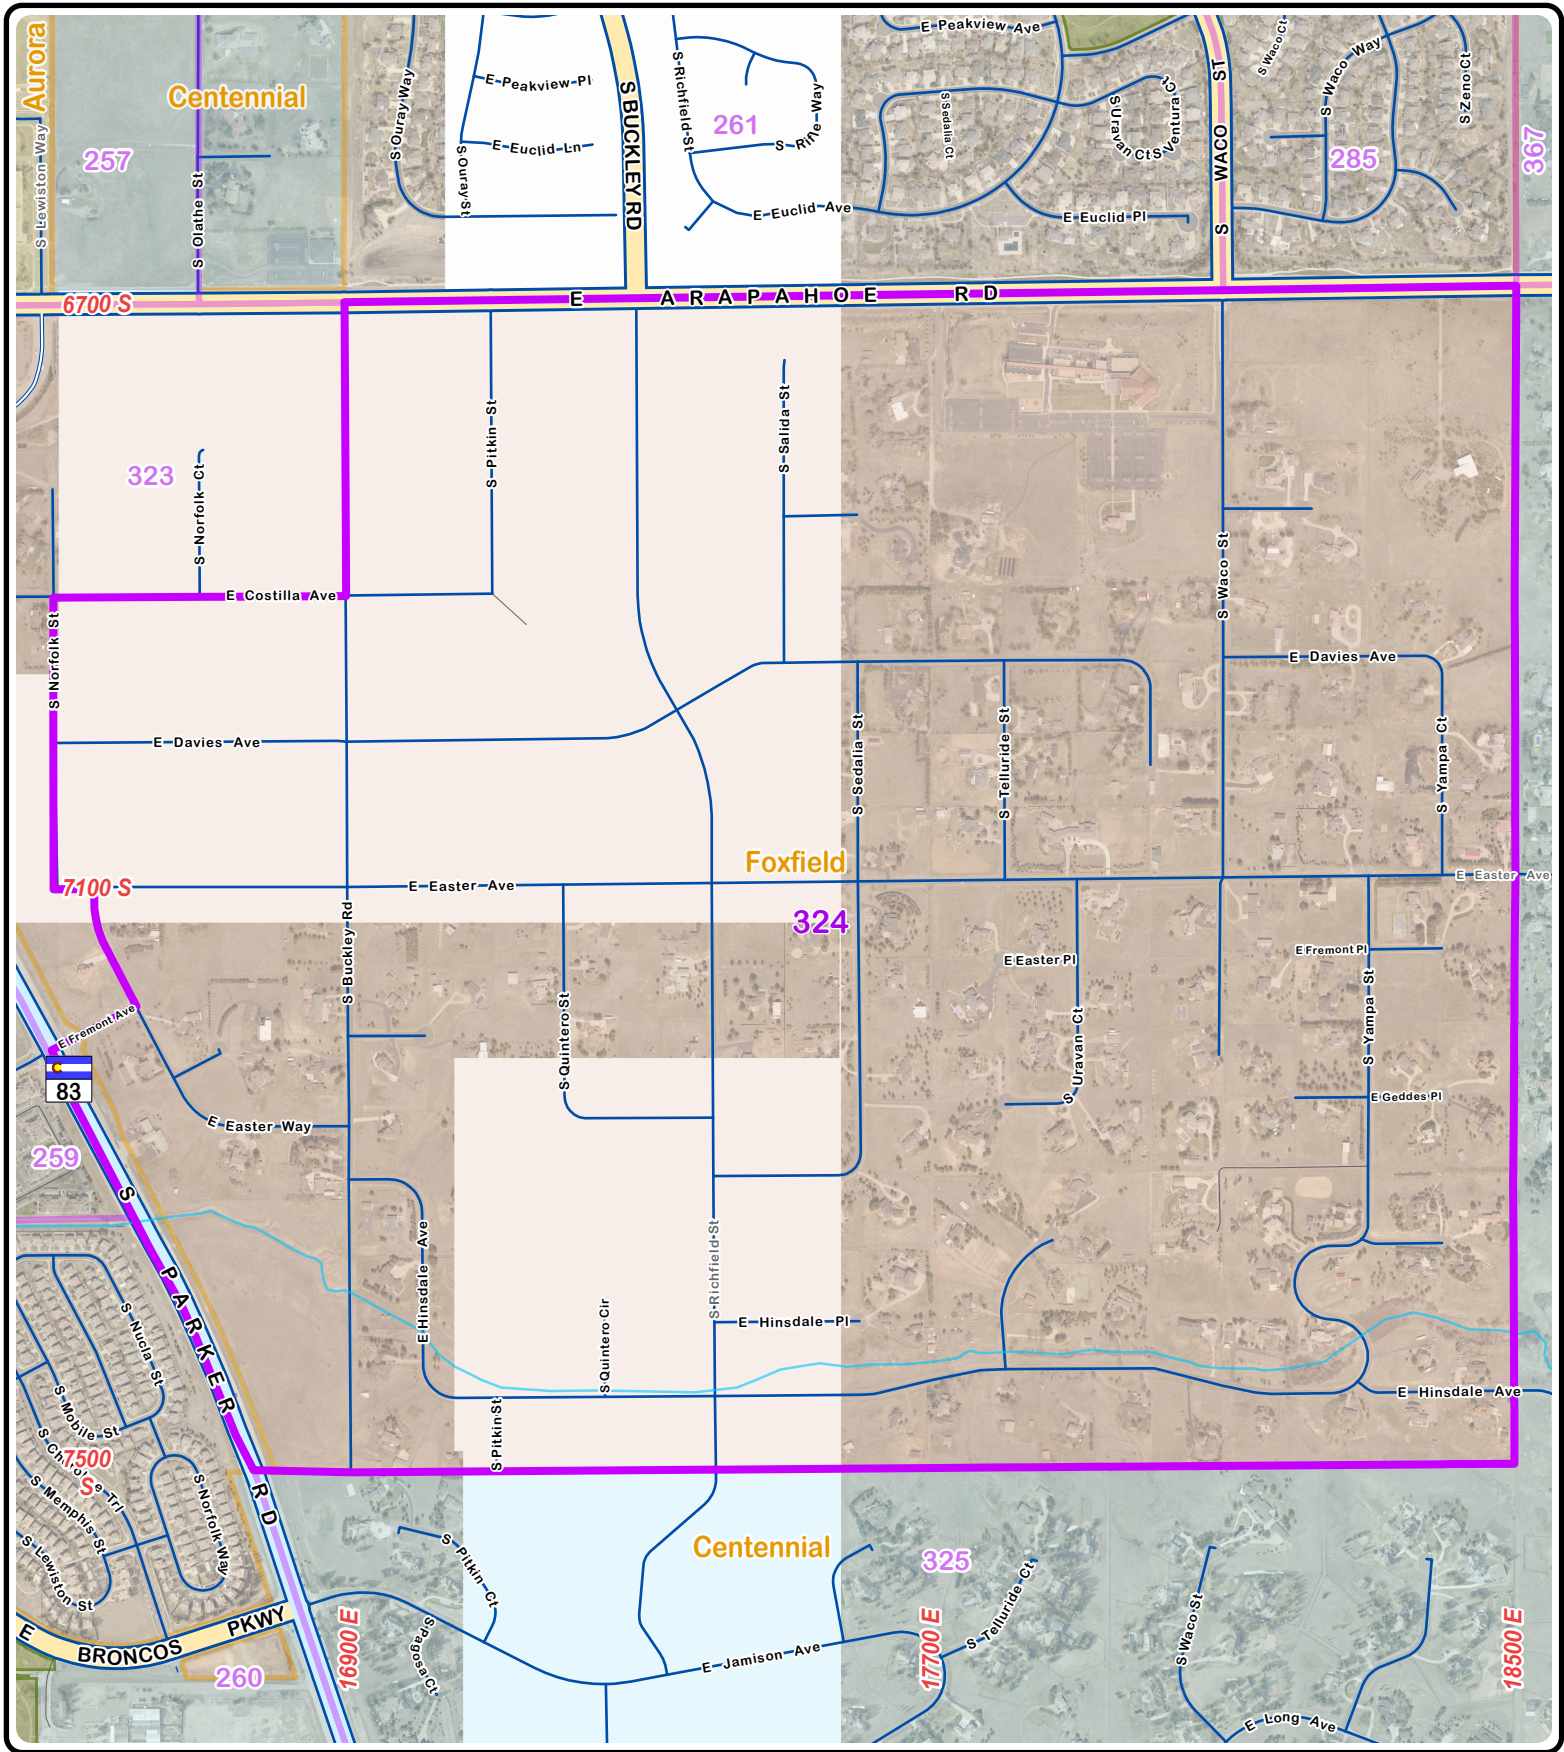 Aurora
Centennial
257
S Lewiston Way
S Olathe St
S Ouray Way
E Peakview Pl
E Euclid Ln
S Ouray St
S BUCKLEY RD
S Richfield St
261
S Rifle Way
E Euclid Ave
E Peakview Ave
S Sedalia Ct
S Uravan Ct
S Ventura Ct
E Euclid Pl
S WACO ST
S Waco Ct
S Waco Way
S Zeno Ct
285
367
6700 S
E ARAPAHOE RD
323
S Norfolk Ct
S Pitkin St
S Salida St
E Costilla Ave
S Norfolk St
S Waco St
E Davies Ave
E Davies Ave
S Sedalia St
S Telluride St
S Yampa Ct
Foxfield
7100 S
E Easter Ave
E Easter Ave
324
S Buckley Rd
E Fremont Ave
83
S Quintero St
E Easter Pl
S Uravan Ct
E Fremont Pl
S Yampa St
E Geddes Pl
E Easter Way
259
S PARKER RD
E Hinsdale Ave
S Richfield St
S Quintero Cir
E Hinsdale Pl
E Hinsdale Ave
S Pitkin St
S Nucla St
S Mobile St
7500
S
S Memphis St
S Norfolk Way
S Lewiston St
E BRONCOS PKWY
260
16900 E
S Pitkin Ct
S Pagosa Ct
Centennial
E Jamison Ave
325
17700 E
S Telluride Ct
S Waco St
E Long Ave
18500 E